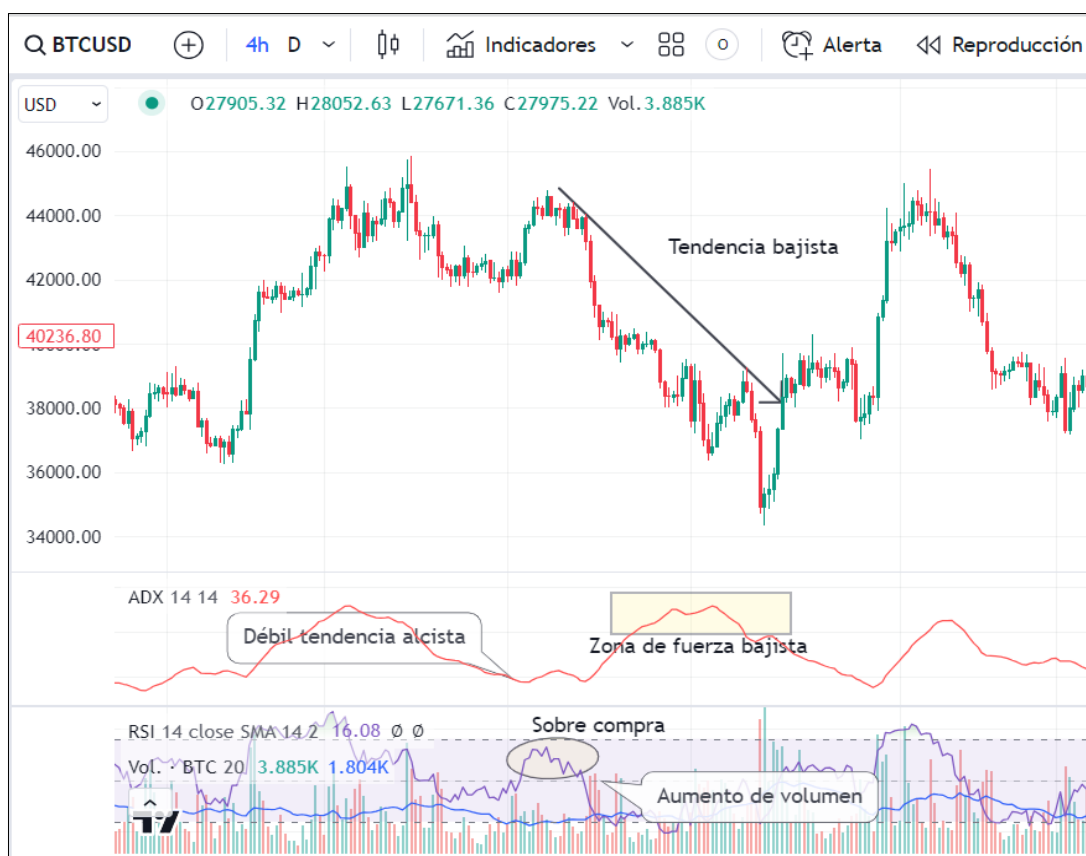 BTCUSD 4h D Indicadores O Alerta Reproducción
USD O27905.32 H28052.63 L27671.36 C27975.22 Vol.3.885K
46000.00
44000.00
Tendencia bajista
42000.00
40236.80
38000.00
36000.00
34000.00
ADX 14 14 36.29
Débil tendencia alcista
Zona de fuerza bajista
Sobre compra
RSI 14 close SMA 14 2 16.08 Ø Ø
Vol. · BTC 20 3.885K 1.804K
Aumento de volumen